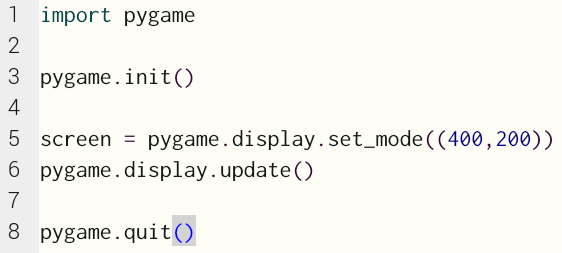 1 import pygame
2
3 pygame.init()
4
5 screen = pygame.display.set_mode((400,200))
6 pygame.display.update()
7
8 pygame.quit()